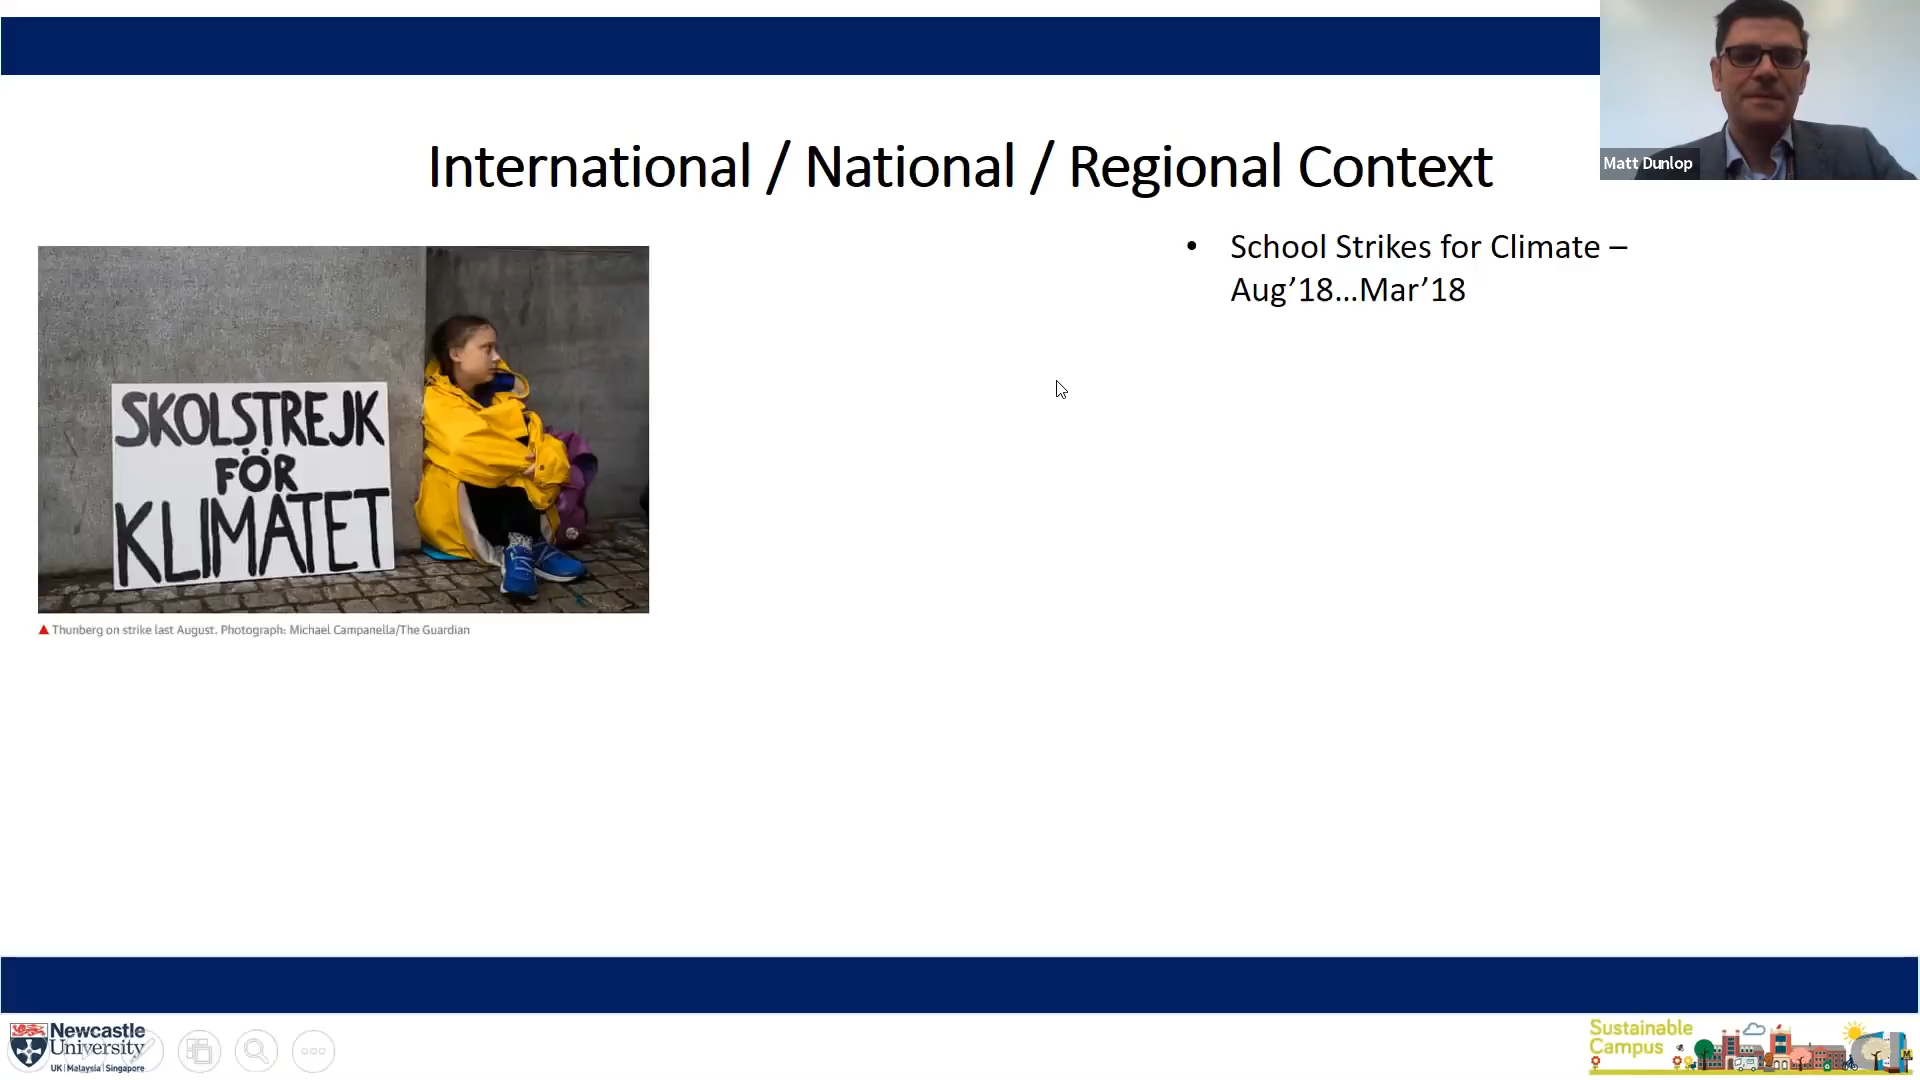 Matt Dunlop
International / National / Regional Context
• School Strikes for Climate –
Aug’18...Mar’18
SKOLSTREJK
FÖR
KLIMATET
Thunberg on strike last August. Photograph: Michael Campanella/The Guardian
Newcastle
University
UK | Malaysia | Singapore
Sustainable
Campus